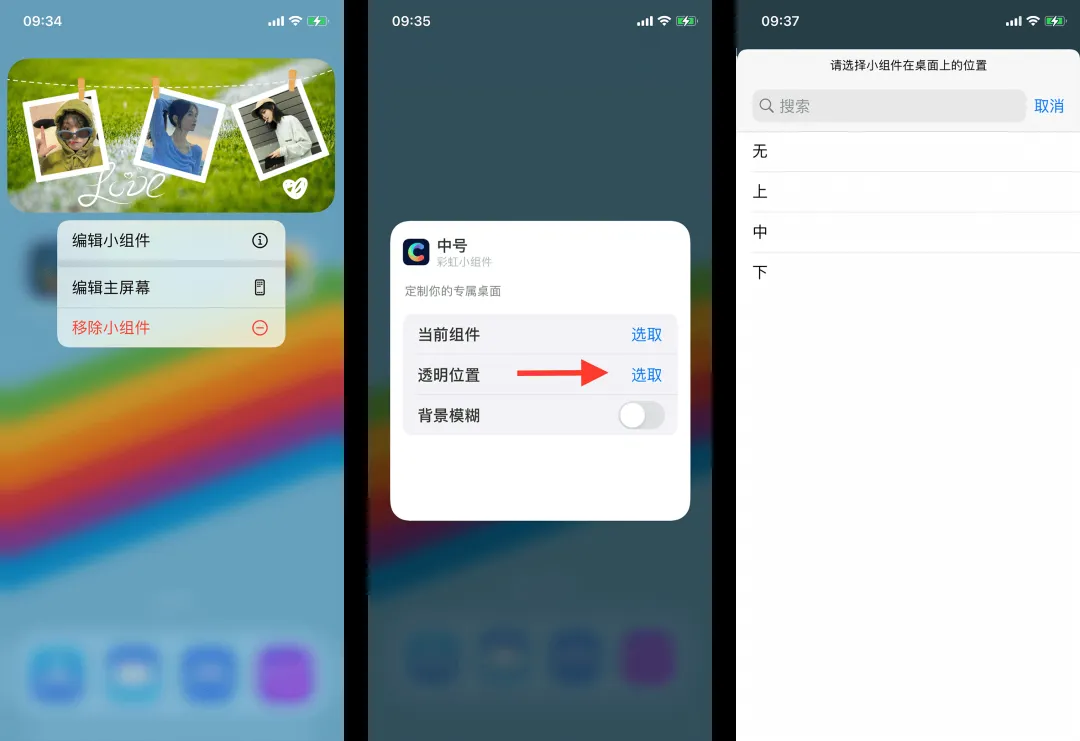 09:34
Love
编辑小组件
编辑主屏幕
移除小组件
09:35
中号
彩虹小组件
定制你的专属桌面
当前组件
选取
透明位置
选取
背景模糊
09:37
请选择小组件在桌面上的位置
搜索
取消
无
上
中
下